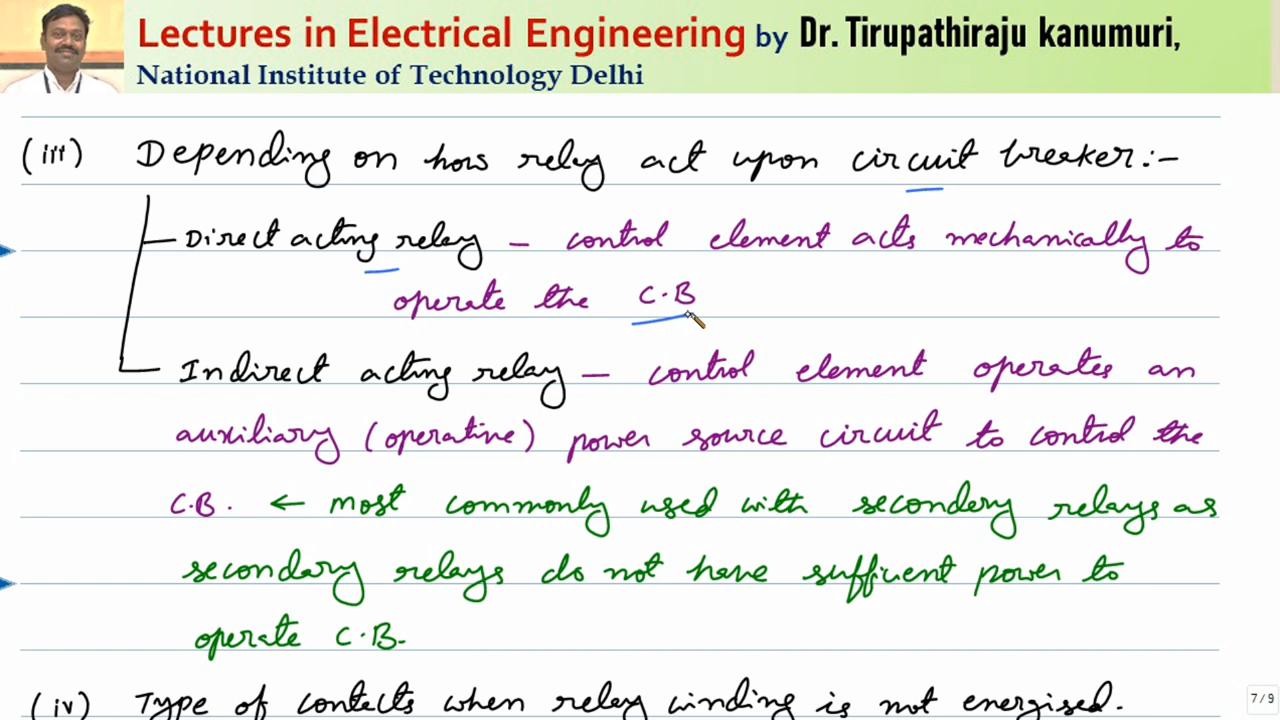 Lectures in Electrical Engineering by Dr. Tirupathiraju kanumuri,
National Institute of Technology Delhi
(iii) Depending on how relay act upon circuit breaker:-
Direct acting relay - control element acts mechanically to
operate the C.B
Indirect acting relay - control element operates an
auxiliary (operative) power source circuit to control the
C.B. ← most commonly used with secondery relays as
secondary relays do not have sufficent power to
operate C.B.
(iv) Type of contacts when relay winding is not energised.
7/9